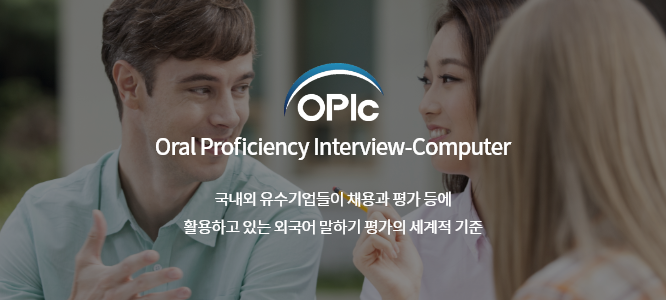 OPIc
Oral Proficiency Interview-Computer
국내외 유수기업들이 채용과 평가 등에
활용하고 있는 외국어 말하기 평가의 세계적 기준